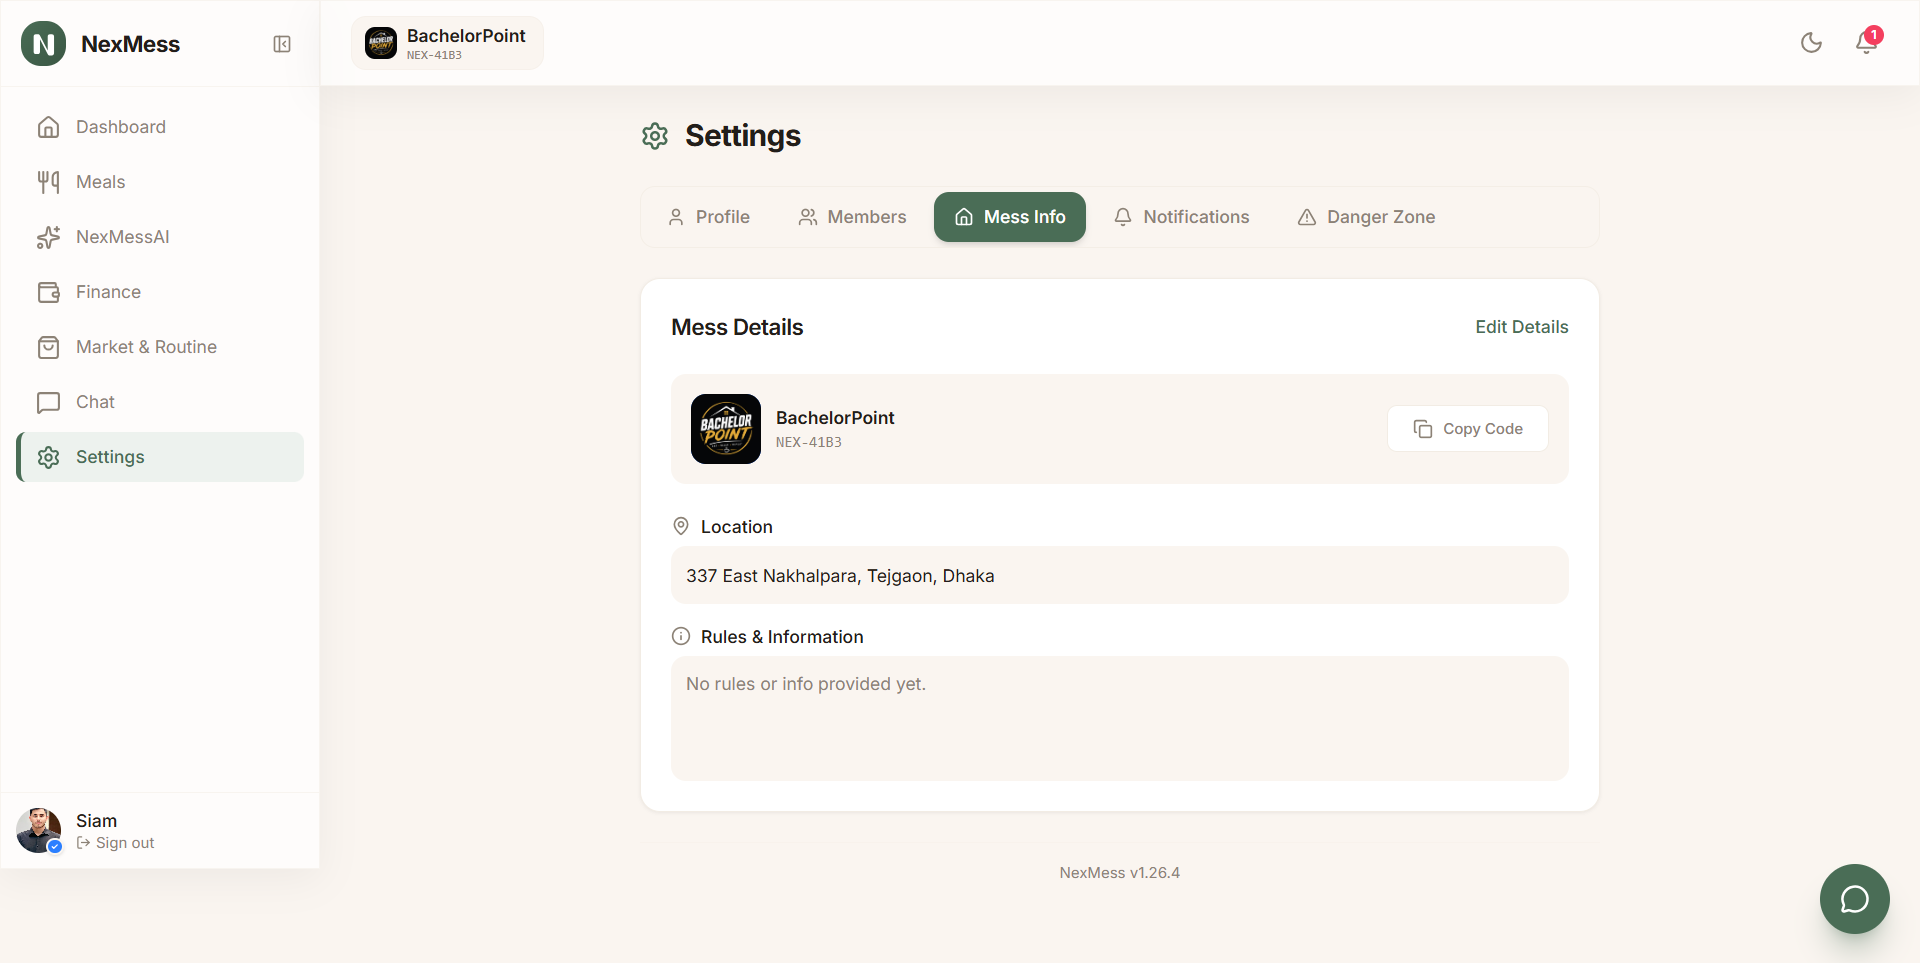 N NexMess
BachelorPoint
NEX-41B3
1
Dashboard
Meals
NexMessAI
Finance
Market & Routine
Chat
Settings
Siam
Sign out
Settings
Profile
Members
Mess Info
Notifications
Danger Zone
Mess Details
Edit Details
BACHELOR
POINT
BachelorPoint
NEX-41B3
Copy Code
Location
337 East Nakhalpara, Tejgaon, Dhaka
Rules & Information
No rules or info provided yet.
NexMess v1.26.4